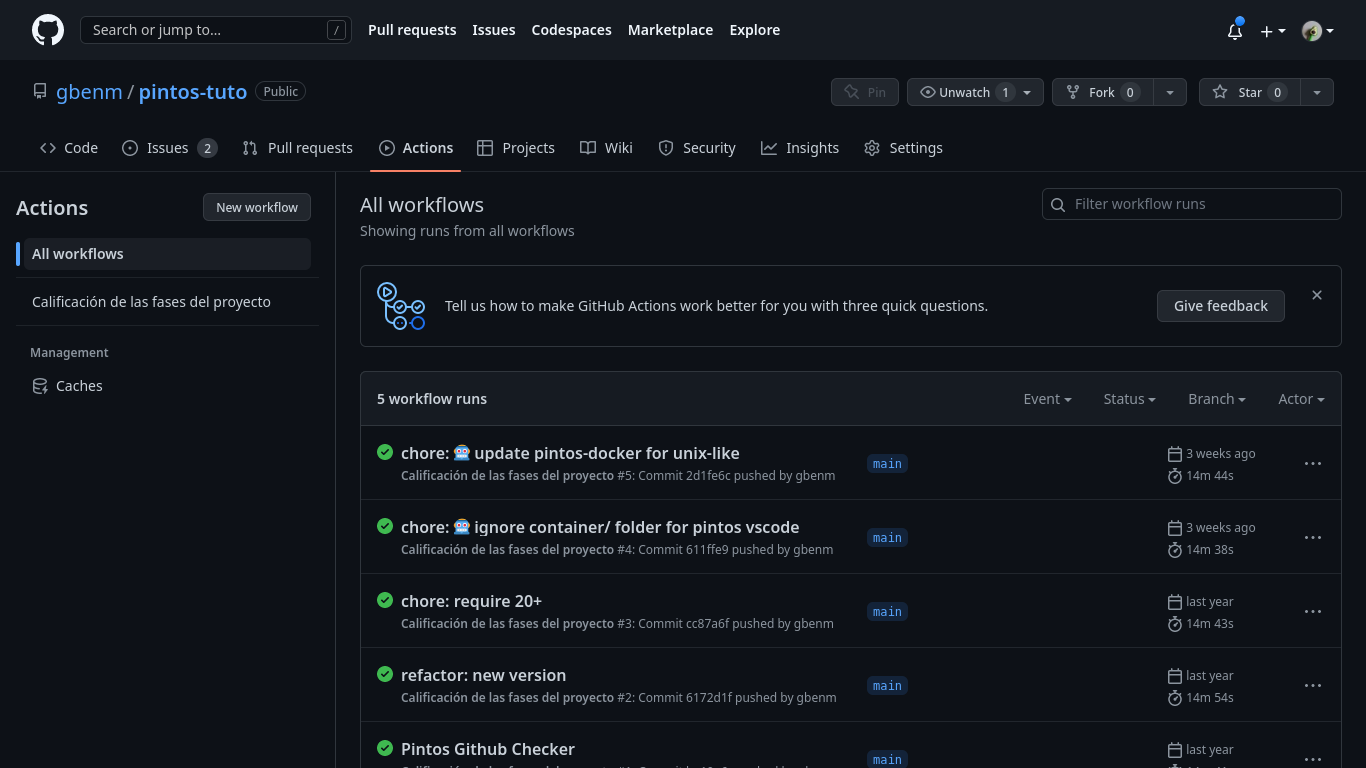 Search or jump to... /
Pull requests Issues Codespaces Marketplace Explore
gbenm / pintos-tuto Public
Pin Unwatch 1 Fork 0 Star 0
Code Issues 2 Pull requests Actions Projects Wiki Security Insights Settings
Actions
New workflow
All workflows
Calificación de las fases del proyecto
Management
Caches
All workflows
Showing runs from all workflows
Filter workflow runs
Tell us how to make GitHub Actions work better for you with three quick questions.
Give feedback
5 workflow runs
Event Status Branch Actor
chore: 🤖 update pintos-docker for unix-like
Calificación de las fases del proyecto #5: Commit 2d1fe6c pushed by gbenm
main
3 weeks ago
14m 44s
chore: 🤖 ignore container/ folder for pintos vscode
Calificación de las fases del proyecto #4: Commit 611ffe9 pushed by gbenm
main
3 weeks ago
14m 38s
chore: require 20+
Calificación de las fases del proyecto #3: Commit cc87a6f pushed by gbenm
main
last year
14m 43s
refactor: new version
Calificación de las fases del proyecto #2: Commit 6172d1f pushed by gbenm
main
last year
14m 54s
Pintos Github Checker
main
last year